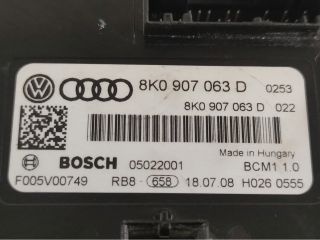 8K0 907 063 D 0253
8K0 907 063 D 022
Made in Hungary
BOSCH 05022001 BCM1 1.0
F005V00749 RB8 - 658 18.07.08 H026 0555